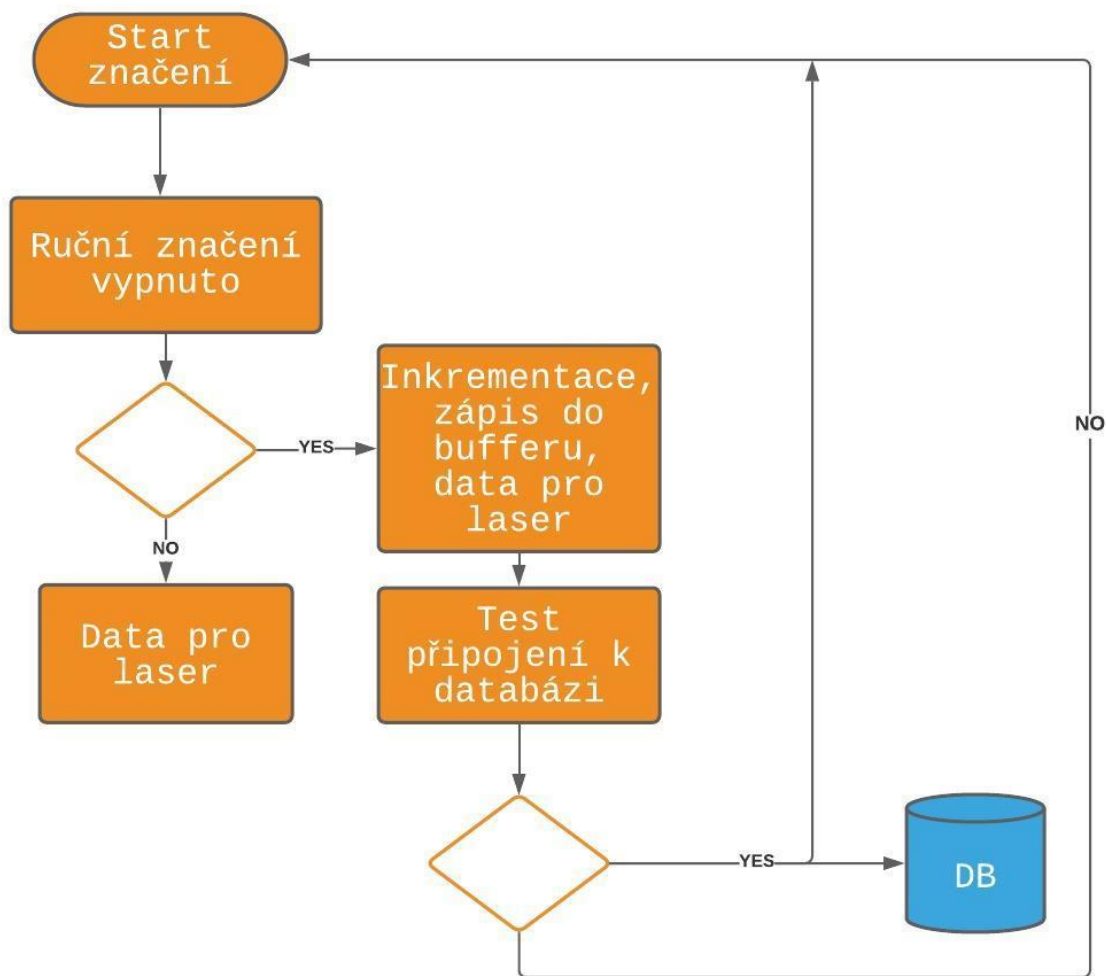 Start
značení
Ruční značení
vypnuto
Inkrementace,
zápis do
bufferu,
data pro
laser
YES
NO
NO
Data pro
laser
Test
připojení k
databázi
YES
DB